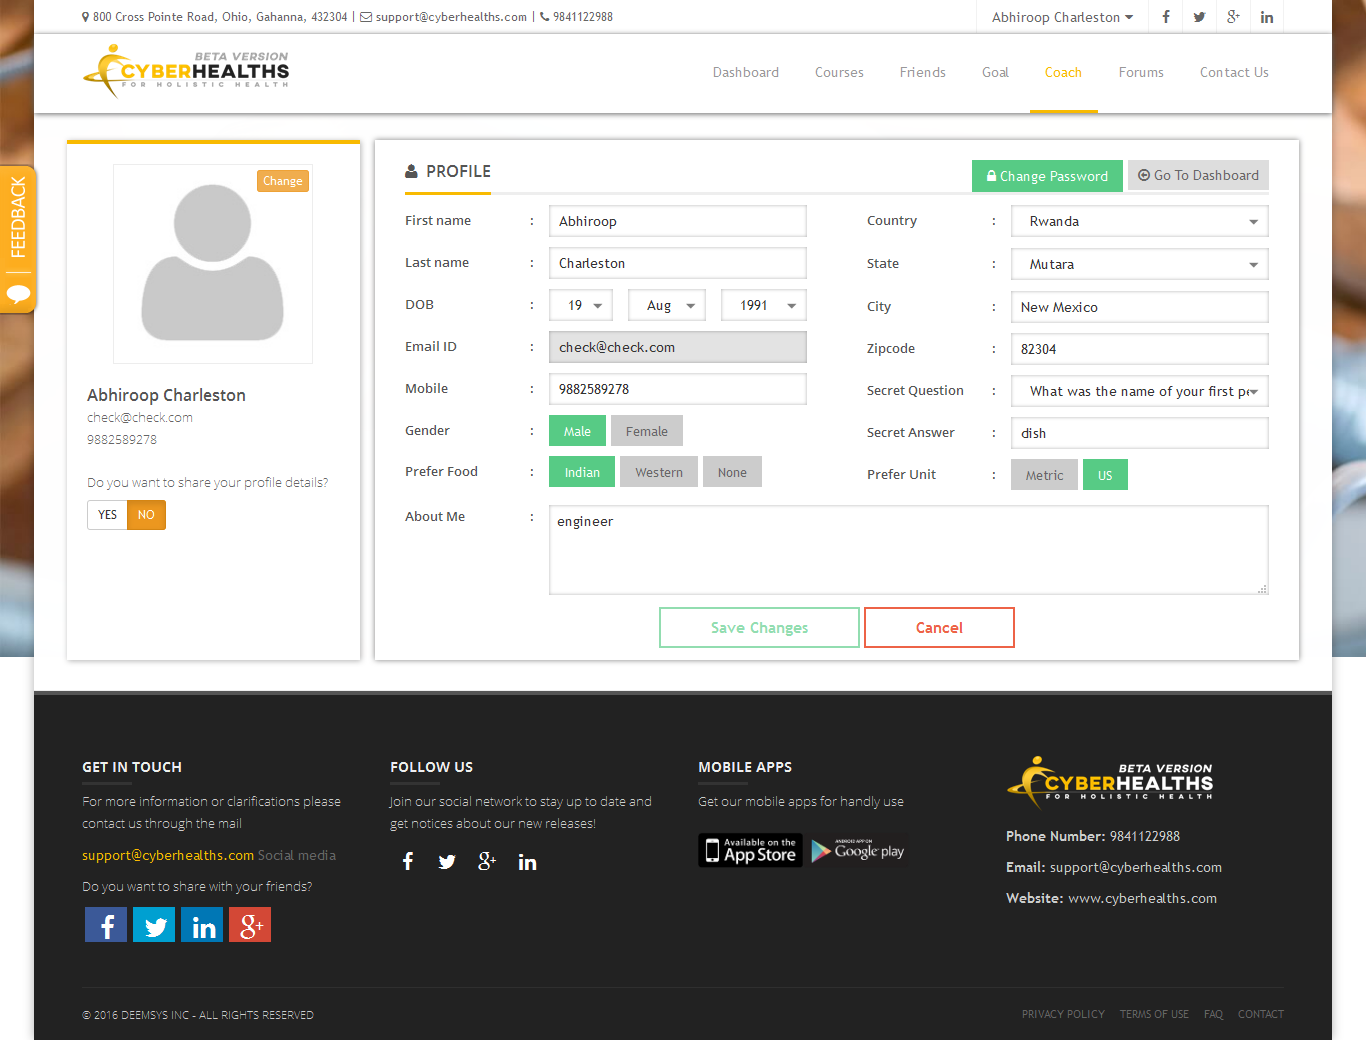 800 Cross Pointe Road, Ohio, Gahanna, 432304 | support@cyberhealths.com | 9841122988
Abhiroop Charleston
BETA VERSION
CYBERHEALTHS
FOR HOLISTIC HEALTH
Dashboard Courses Friends Goal Coach Forums Contact Us
FEEDBACK
Change
Abhiroop Charleston
check@check.com
9882589278
Do you want to share your profile details?
YES NO
PROFILE
Change Password Go To Dashboard
First name : Abhiroop
Last name : Charleston
DOB : 19 Aug 1991
Email ID : check@check.com
Mobile : 9882589278
Gender : Male Female
Prefer Food : Indian Western None
Country : Rwanda
State : Mutara
City : New Mexico
Zipcode : 82304
Secret Question : What was the name of your first pe
Secret Answer : dish
Prefer Unit : Metric US
About Me : engineer
Save Changes Cancel
GET IN TOUCH
For more information or clarifications please
contact us through the mail
support@cyberhealths.com Social media
Do you want to share with your friends?
FOLLOW US
Join our social network to stay up to date and
get notices about our new releases!
MOBILE APPS
Get our mobile apps for handly use
Available on the
App Store
ANDROID APP ON
Google play
BETA VERSION
CYBERHEALTHS
FOR HOLISTIC HEALTH
Phone Number: 9841122988
Email: support@cyberhealths.com
Website: www.cyberhealths.com
© 2016 DEEMSYS INC - ALL RIGHTS RESERVED
PRIVACY POLICY TERMS OF USE FAQ CONTACT